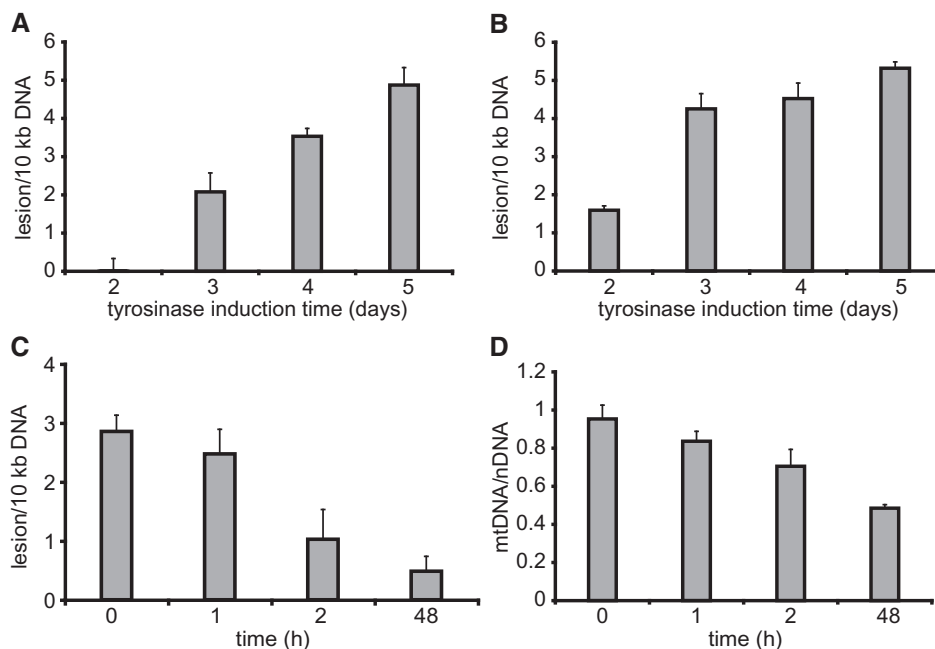 A
lesion/10 kb DNA
6
5
4
3
2
1
0
2 3 4 5
tyrosinase induction time (days)
B
lesion/10 kb DNA
6
5
4
3
2
1
0
2 3 4 5
tyrosinase induction time (days)
C
lesion/10 kb DNA
4
3
2
1
0
0 1 2 48
time (h)
D
mtDNA/nDNA
1.2
1
0.8
0.6
0.4
0.2
0
0 1 2 48
time (h)